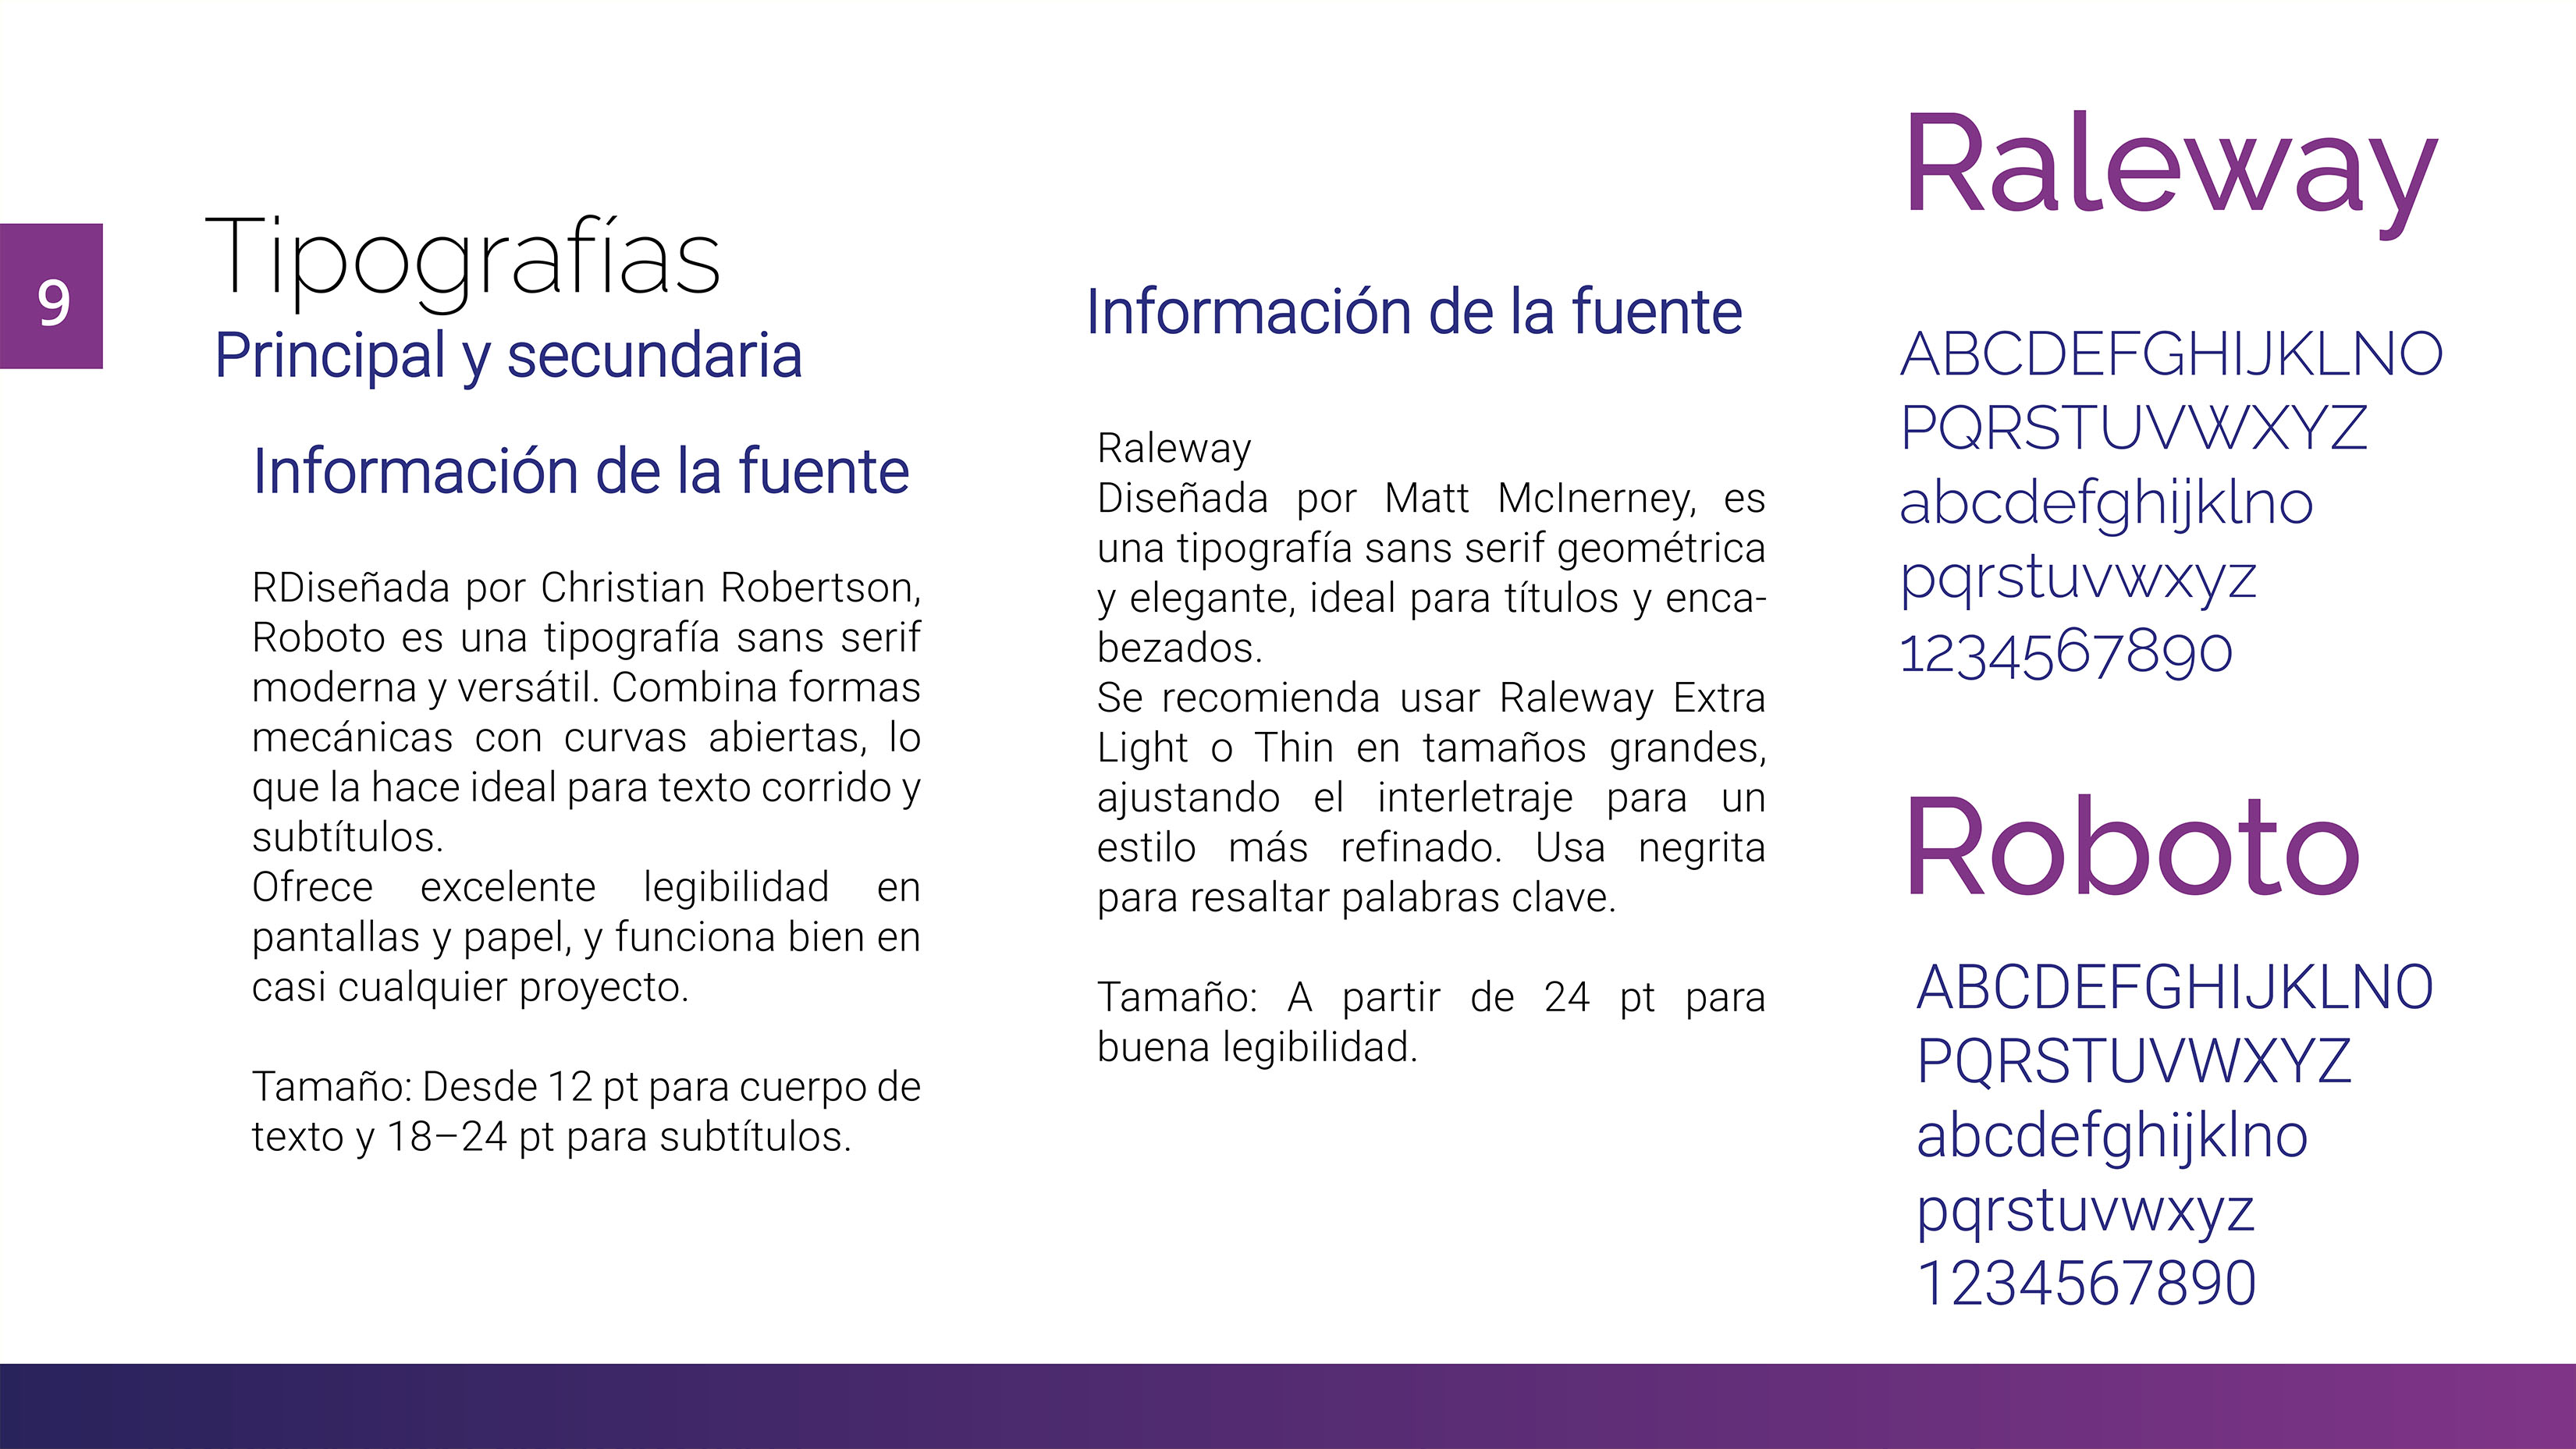 9
Tipografías
Principal y secundaria
Información de la fuente
RDiseñada por Christian Robertson,
Roboto es una tipografía sans serif
moderna y versátil. Combina formas
mecánicas con curvas abiertas, lo
que la hace ideal para texto corrido y
subtítulos.
Ofrece excelente legibilidad en
pantallas y papel, y funciona bien en
casi cualquier proyecto.
Tamaño: Desde 12 pt para cuerpo de
texto y 18–24 pt para subtítulos.
Información de la fuente
Raleway
Diseñada por Matt McInerney, es
una tipografía sans serif geométrica
y elegante, ideal para títulos y enca-
bezados.
Se recomienda usar Raleway Extra
Light o Thin en tamaños grandes,
ajustando el interletraje para un
estilo más refinado. Usa negrita
para resaltar palabras clave.
Tamaño: A partir de 24 pt para
buena legibilidad.
Raleway
ABCDEFGHIJKLNO
PQRSTUVWXYZ
abcdefghijklno
pqrstuvwxyz
1234567890
Roboto
ABCDEFGHIJKLNO
PQRSTUVWXYZ
abcdefghijklno
pqrstuvwxyz
1234567890